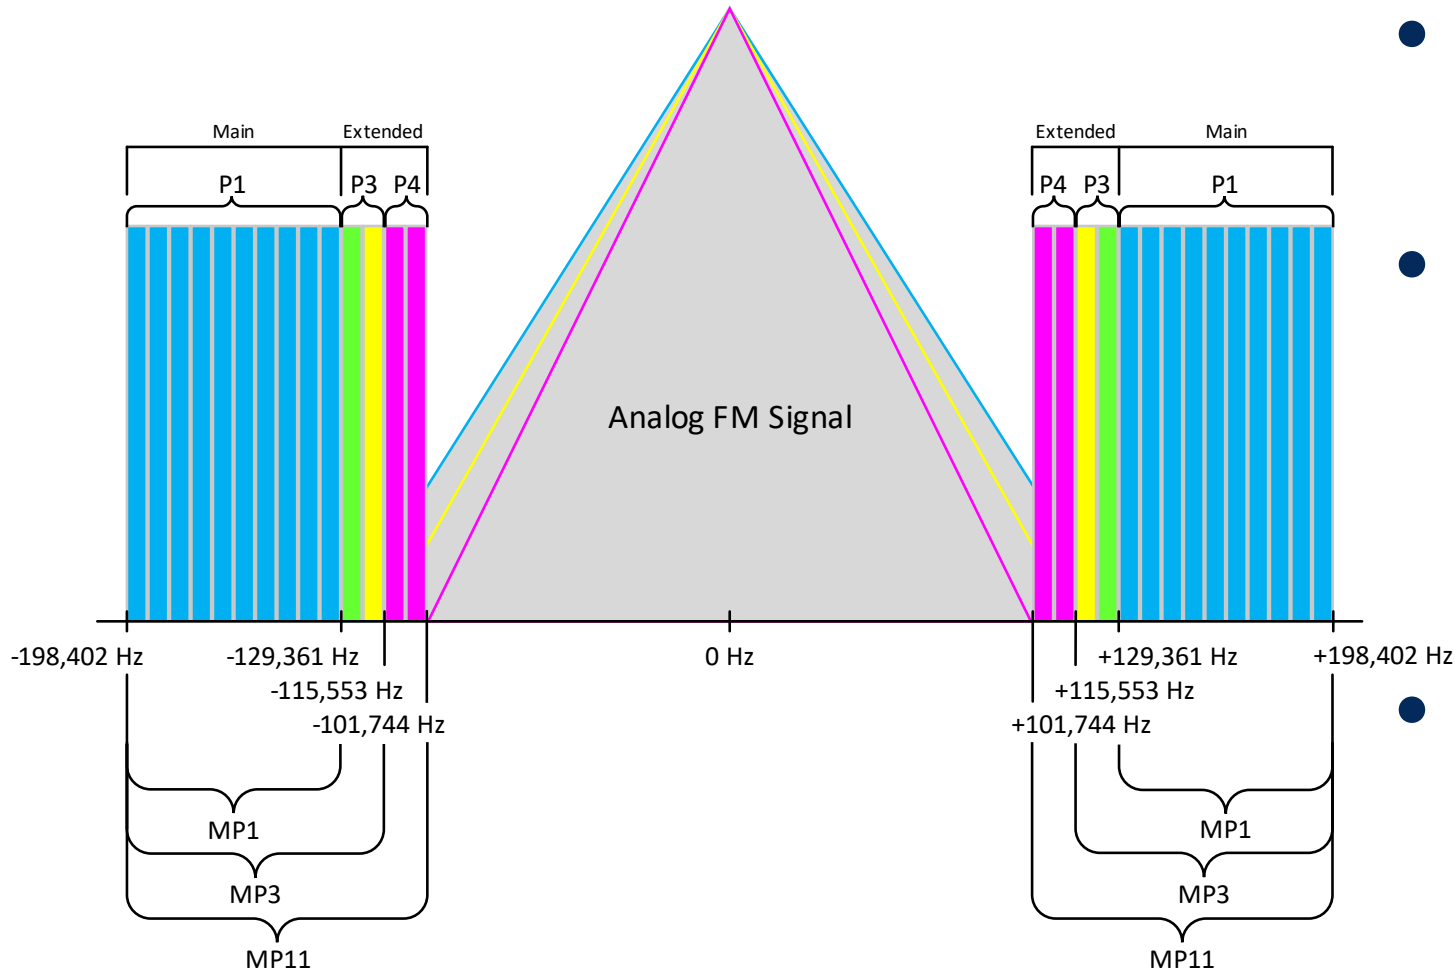 Main Extended Extended Main
P1 P3 P4 P4 P3 P1
Analog FM Signal
-198,402 Hz -129,361 Hz 0 Hz +129,361 Hz +198,402 Hz
-115,553 Hz +115,553 Hz
-101,744 Hz +101,744 Hz
MP1 MP1
MP3 MP3
MP11 MP11